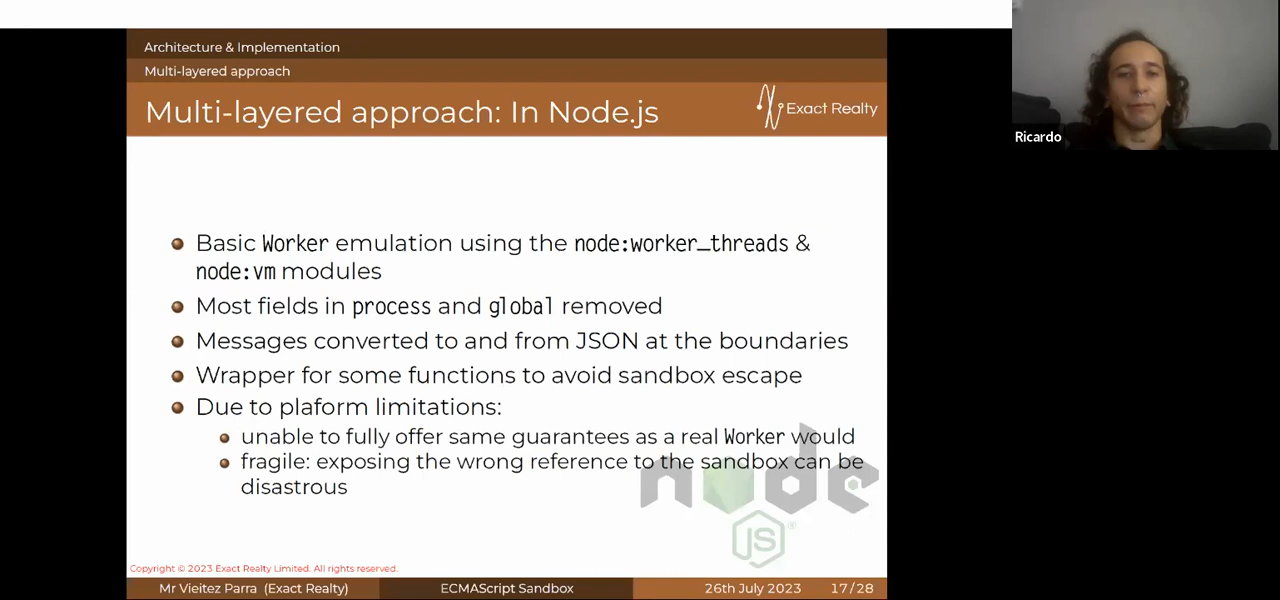 Architecture & Implementation
Multi-layered approach
Multi-layered approach: In Node.js
Exact Realty
Ricardo
Basic Worker emulation using the node:worker_threads &
node:vm modules
Most fields in process and global removed
Messages converted to and from JSON at the boundaries
Wrapper for some functions to avoid sandbox escape
Due to plaform limitations:
unable to fully offer same guarantees as a real Worker would
fragile: exposing the wrong reference to the sandbox can be
disastrous
node
JS
Copyright © 2023 Exact Realty Limited. All rights reserved.
Mr Vieitez Parra (Exact Realty) ECMAScript Sandbox 26th July 2023 17/28